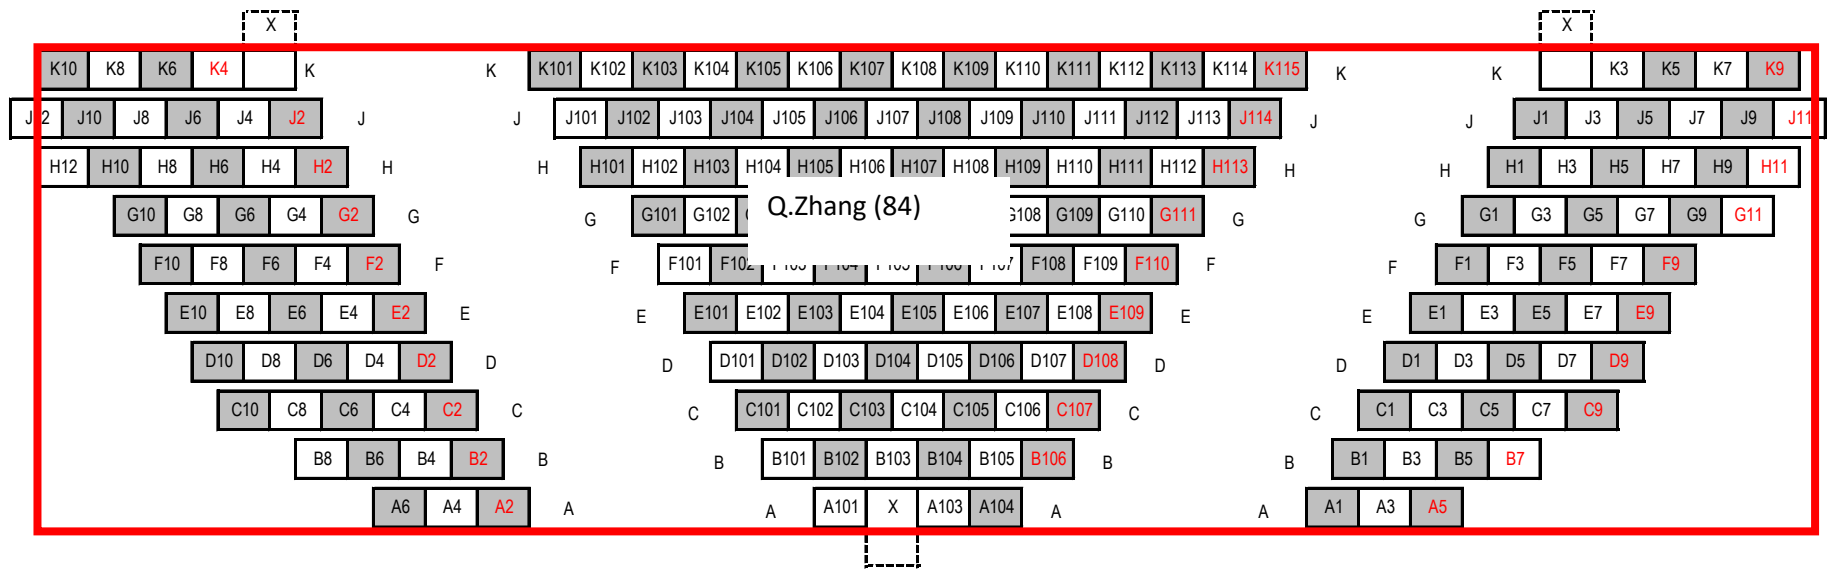 X X
K10 K8 K6 K4 K K K101 K102 K103 K104 K105 K106 K107 K108 K109 K110 K111 K112 K113 K114 K115 K K K3 K5 K7 K9
J10 J8 J6 J4 J2 J J J101 J102 J103 J104 J105 J106 J107 J108 J109 J110 J111 J112 J113 J114 J J J1 J3 J5 J7 J9 J11
H12 H10 H8 H6 H4 H2 H H H101 H102 H103 H104 H105 H106 H107 H108 H109 H110 H111 H112 H113 H H H1 H3 H5 H7 H9 H11
G10 G8 G6 G4 G2 G G G101 G102 Q.Zhang (84) G108 G109 G110 G111 G G G1 G3 G5 G7 G9 G11
F10 F8 F6 F4 F2 F F F101 F102 F103 F104 F105 F106 F107 F108 F109 F110 F F F1 F3 F5 F7 F9
E10 E8 E6 E4 E2 E E E101 E102 E103 E104 E105 E106 E107 E108 E109 E E E1 E3 E5 E7 E9
D10 D8 D6 D4 D2 D D D101 D102 D103 D104 D105 D106 D107 D108 D D D1 D3 D5 D7 D9
C10 C8 C6 C4 C2 C C C101 C102 C103 C104 C105 C106 C107 C C C1 C3 C5 C7 C9
B8 B6 B4 B2 B B B101 B102 B103 B104 B105 B106 B B B1 B3 B5 B7
A6 A4 A2 A A A101 X A103 A104 A A A1 A3 A5